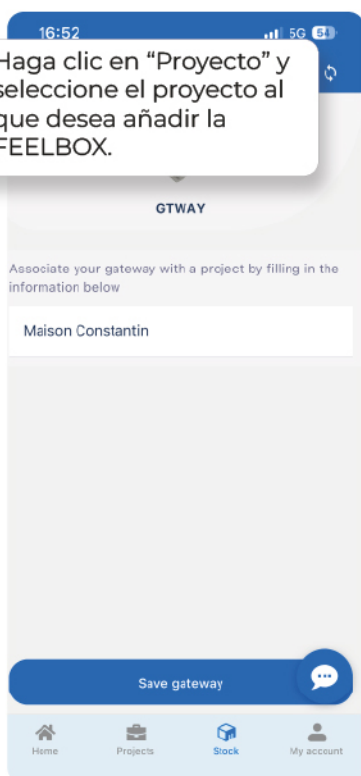 16:52
5G 54
Haga clic en “Proyecto” y
seleccione el proyecto al
que desea añadir la
FEELBOX.
GTWAY
Associate your gateway with a project by filling in the
information below
Maison Constantin
Save gateway
Home
Projects
Stock
My account